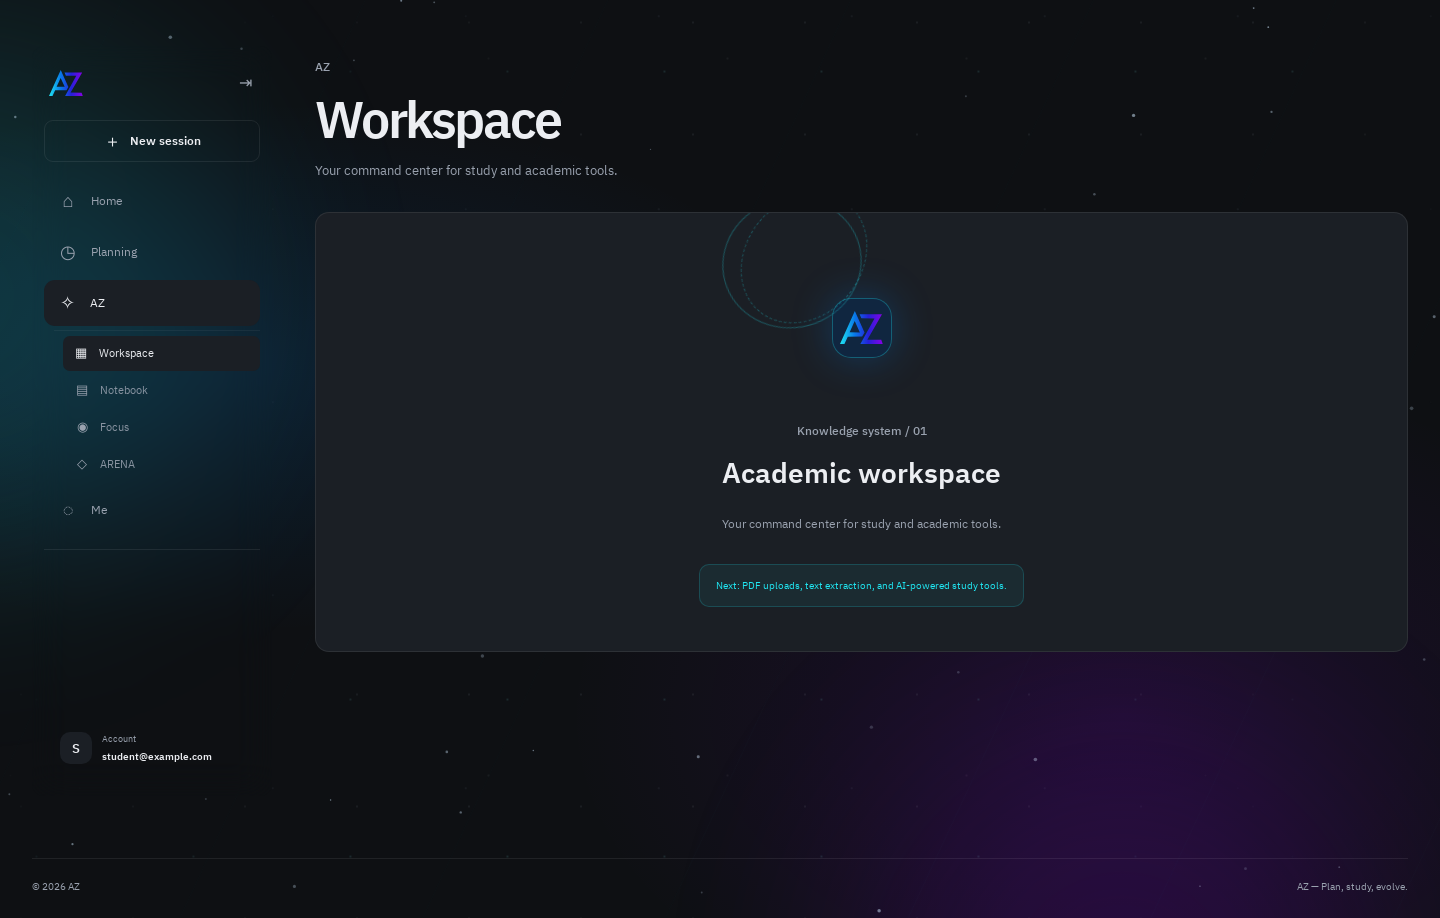 AZ
⇥
+ New session
Home
Planning
AZ
Workspace
Notebook
Focus
ARENA
Me
Account
S
student@example.com
AZ
Workspace
Your command center for study and academic tools.
AZ
Knowledge system / 01
Academic workspace
Your command center for study and academic tools.
Next: PDF uploads, text extraction, and AI-powered study tools.
© 2026 AZ
AZ — Plan, study, evolve.